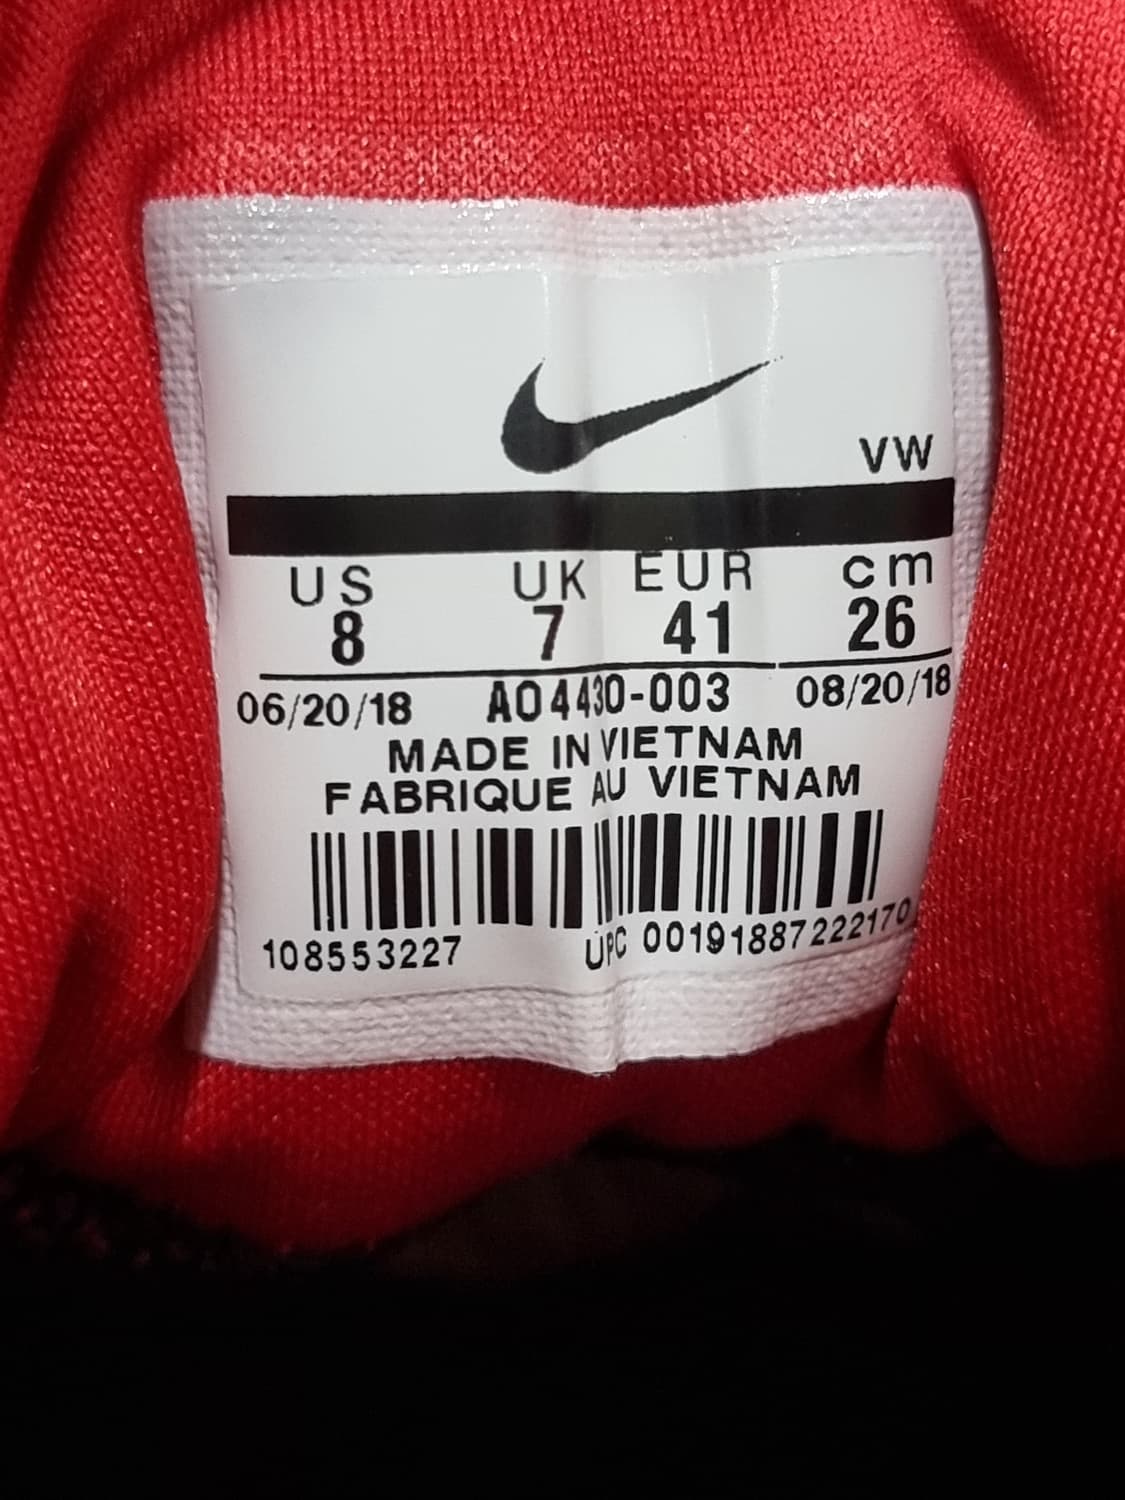 VW
US UK EUR cm
8 7 41 26
06/20/18 AO4430-003 08/20/18
MADE IN VIETNAM
FABRIQUE AU VIETNAM
108553227 UPC 00191887222170